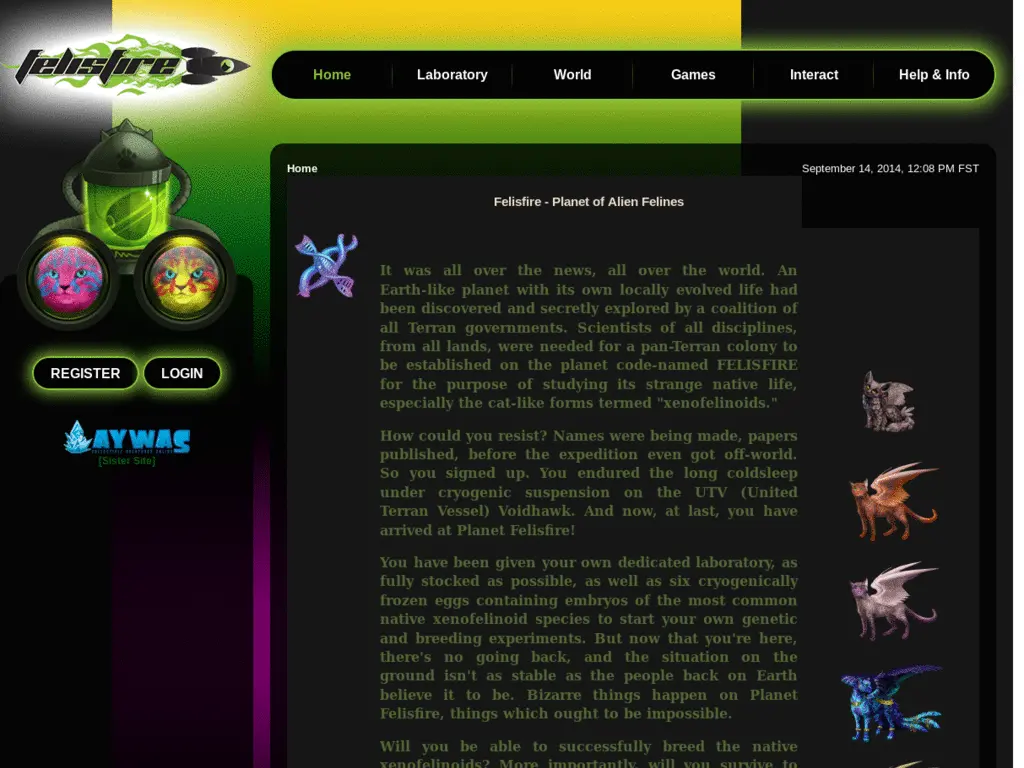 felisfire
Home Laboratory World Games Interact Help & Info
Home September 14, 2014, 12:08 PM FST
Felisfire - Planet of Alien Felines
It was all over the news, all over the world. An
Earth-like planet with its own locally evolved life had
been discovered and secretly explored by a coalition of
all Terran governments. Scientists of all disciplines,
from all lands, were needed for a pan-Terran colony to
be established on the planet code-named FELISFIRE
for the purpose of studying its strange native life,
especially the cat-like forms termed "xenofelinoids."
How could you resist? Names were being made, papers
published, before the expedition even got off-world.
So you signed up. You endured the long coldsleep
under cryogenic suspension on the UTV (United
Terran Vessel) Voidhawk. And now, at last, you have
arrived at Planet Felisfire!
You have been given your own dedicated laboratory, as
fully stocked as possible, as well as six cryogenically
frozen eggs containing embryos of the most common
native xenofelinoid species to start your own genetic
and breeding experiments. But now that you're here,
there's no going back, and the situation on the
ground isn't as stable as the people back on Earth
believe it to be. Bizarre things happen on Planet
Felisfire, things which ought to be impossible.
Will you be able to successfully breed the native
xenofelinoids? More importantly, will you survive to
REGISTER LOGIN
AYWAS
[Sister Site]